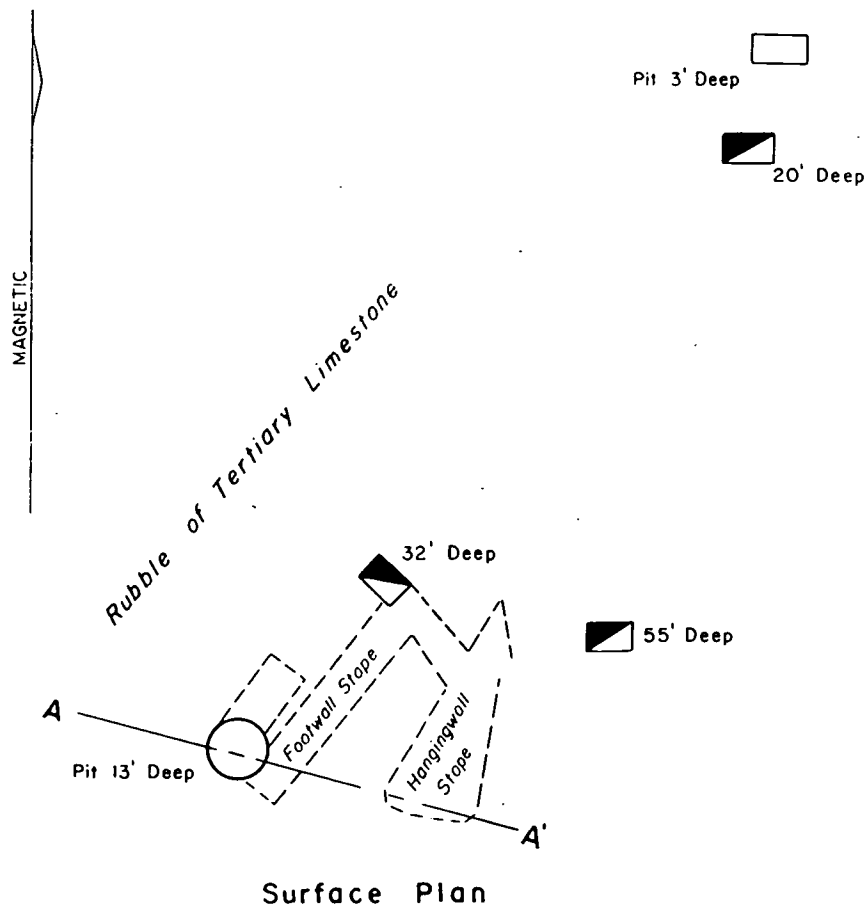 Pit 3' Deep
20' Deep
MAGNETIC
Rubble of Tertiary Limestone
32' Deep
55' Deep
Footwall Stope
Hangingwall
Stope
A
Pit 13' Deep
A'
Surface Plan